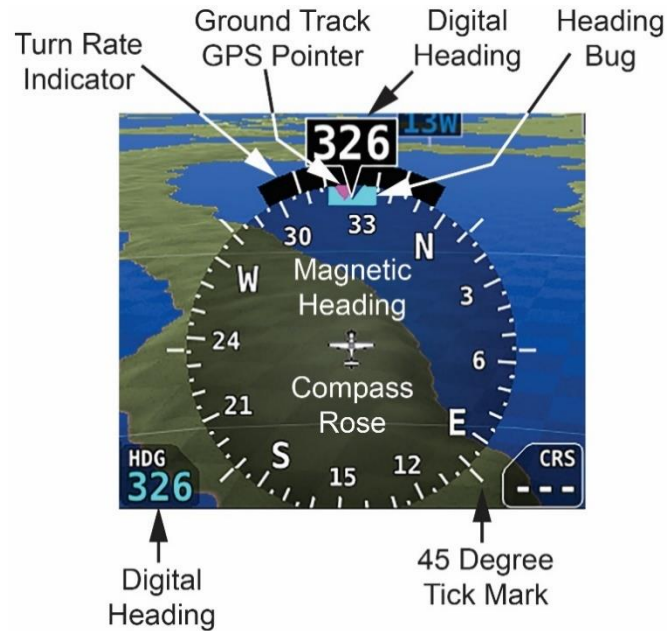 Turn Rate
Indicator
Ground Track
GPS Pointer
Digital
Heading
Heading
Bug
13W
326
33
30
N
W
Magnetic
Heading
3
24
6
Compass
Rose
21
E
S
15
12
HDG
326
CRS
---
Digital
Heading
45 Degree
Tick Mark